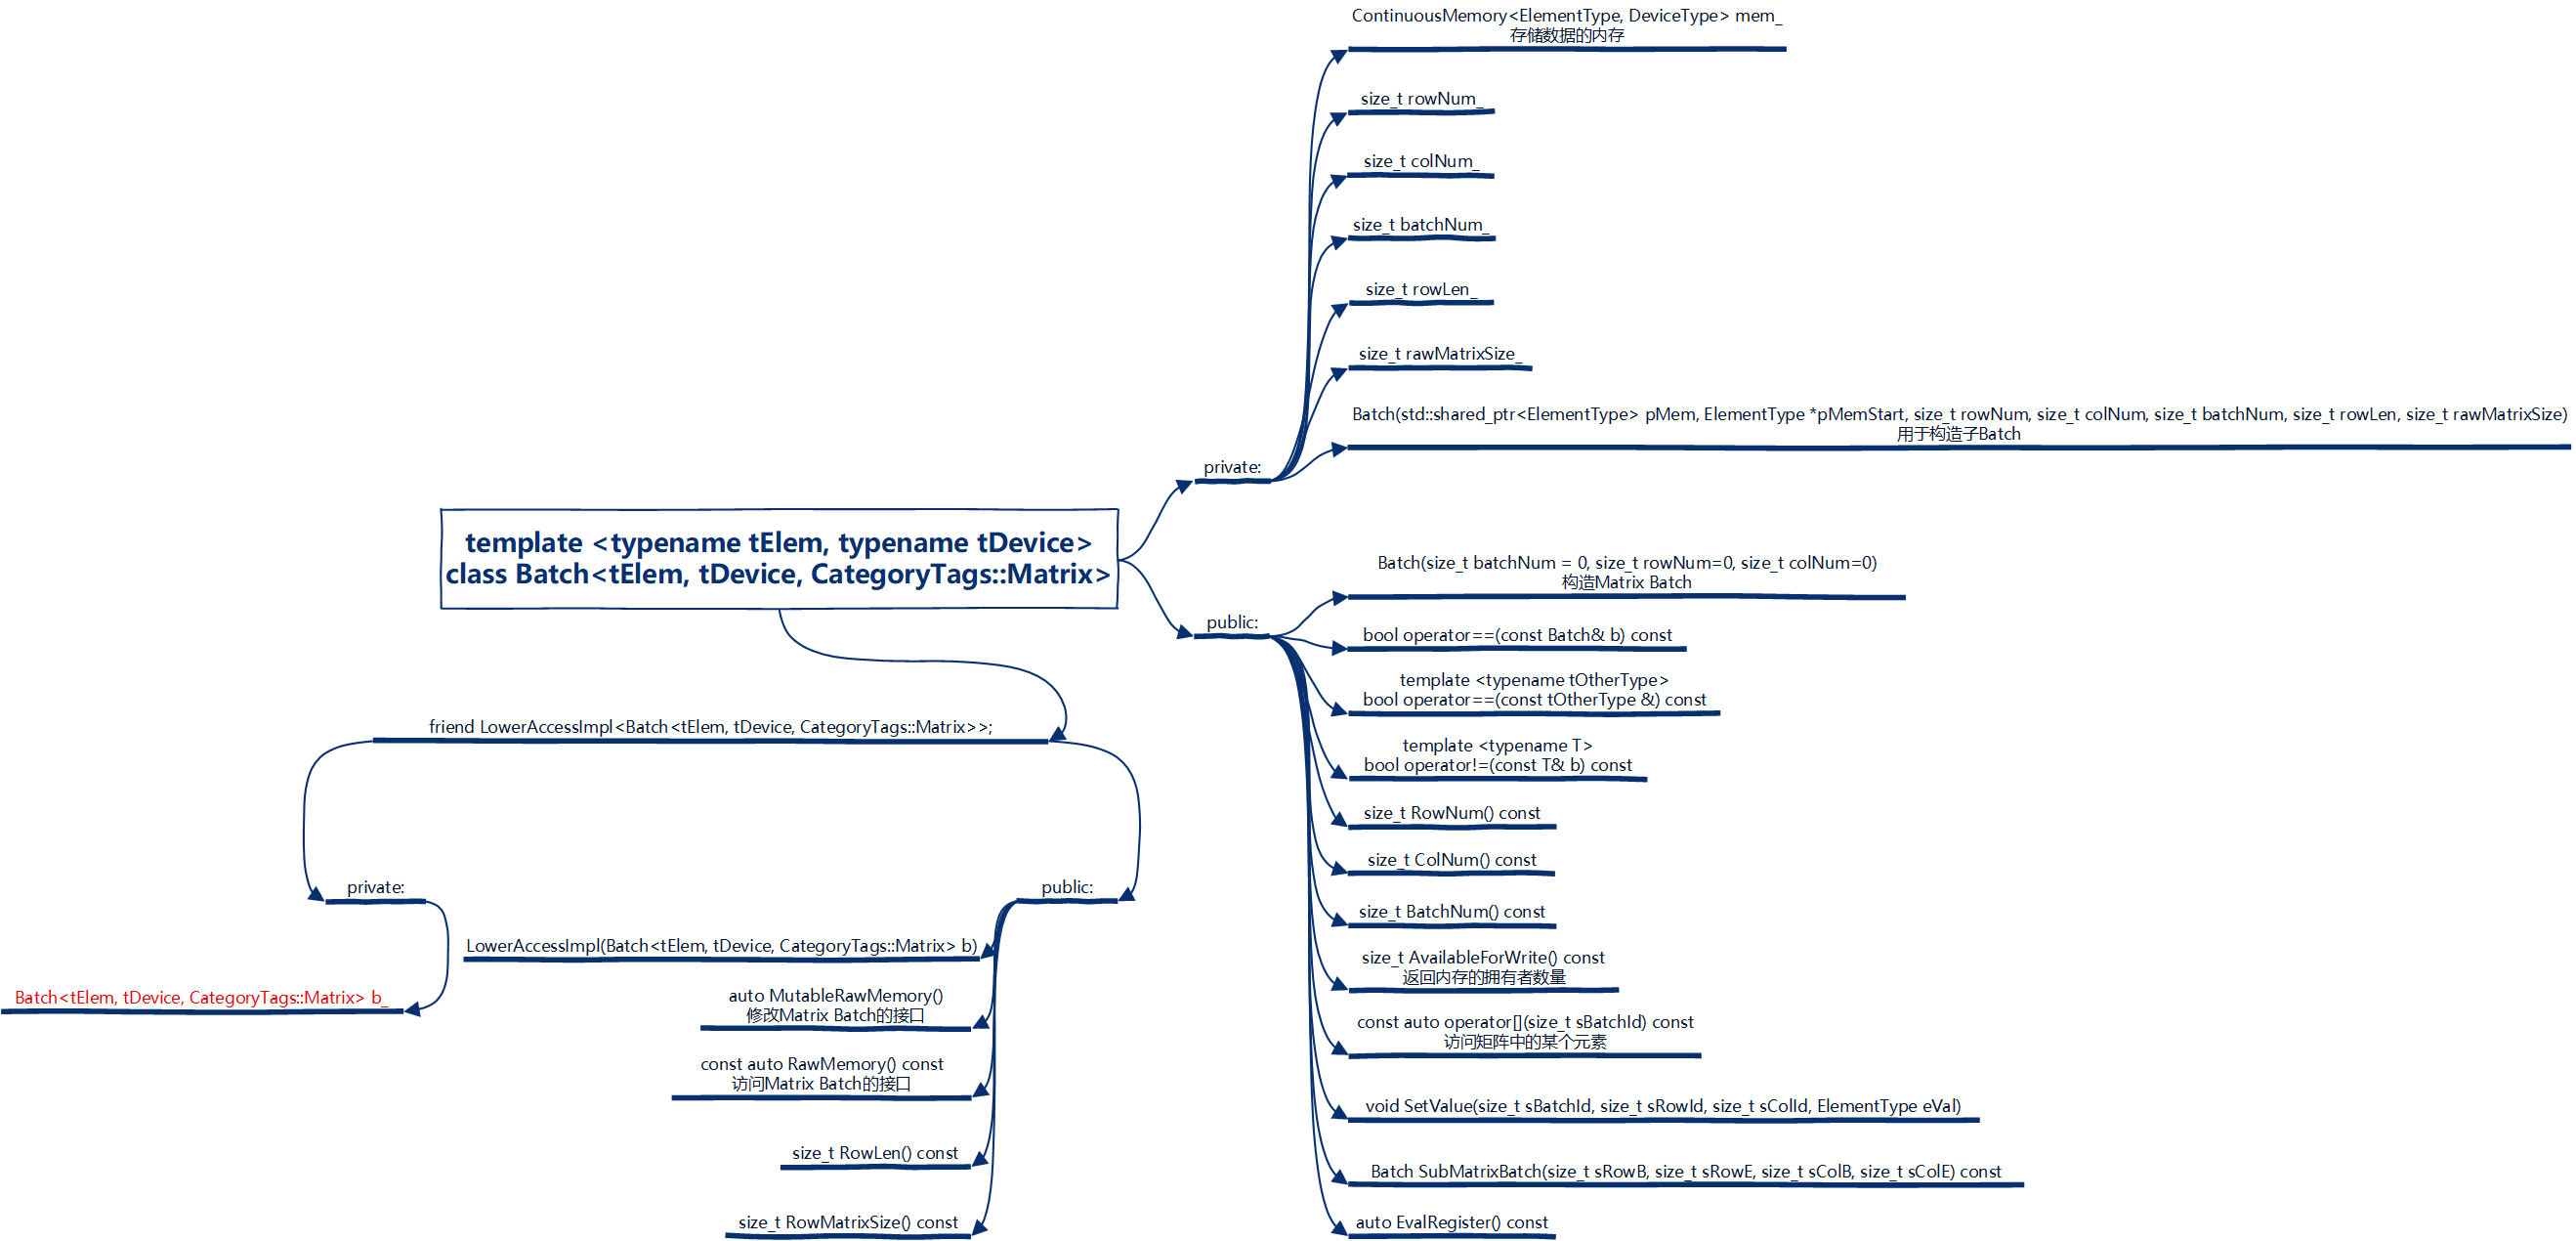 ContinuousMemory<ElementType, DeviceType> mem_
存储数据的内存
size_t rowNum_
size_t colNum_
size_t batchNum_
size_t rowLen_
size_t rawMatrixSize_
Batch(std::shared_ptr<ElementType> pMem, ElementType *pMemStart, size_t rowNum, size_t colNum, size_t batchNum, size_t rowLen, size_t rawMatrixSize)
用于构造子Batch
private:
template <typename tElem, typename tDevice>
class Batch<tElem, tDevice, CategoryTags::Matrix>
public:
Batch(size_t batchNum = 0, size_t rowNum=0, size_t colNum=0)
构造Matrix Batch
bool operator==(const Batch& b) const
template <typename tOtherType>
bool operator==(const tOtherType &) const
template <typename T>
bool operator!=(const T& b) const
size_t RowNum() const
size_t ColNum() const
size_t BatchNum() const
size_t AvailableForWrite() const
返回内存的拥有者数量
const auto operator[](size_t sBatchId) const
访问矩阵中的某个元素
void SetValue(size_t sBatchId, size_t sRowId, size_t sColId, ElementType eVal)
Batch SubMatrixBatch(size_t sRowB, size_t sRowE, size_t sColB, size_t sColE) const
auto EvalRegister() const
friend LowerAccessImpl<Batch<tElem, tDevice, CategoryTags::Matrix>>;
private:
Batch<tElem, tDevice, CategoryTags::Matrix> b_
public:
LowerAccessImpl(Batch<tElem, tDevice, CategoryTags::Matrix> b)
auto MutableRawMemory()
修改Matrix Batch的接口
const auto RawMemory() const
访问Matrix Batch的接口
size_t RowLen() const
size_t RowMatrixSize() const